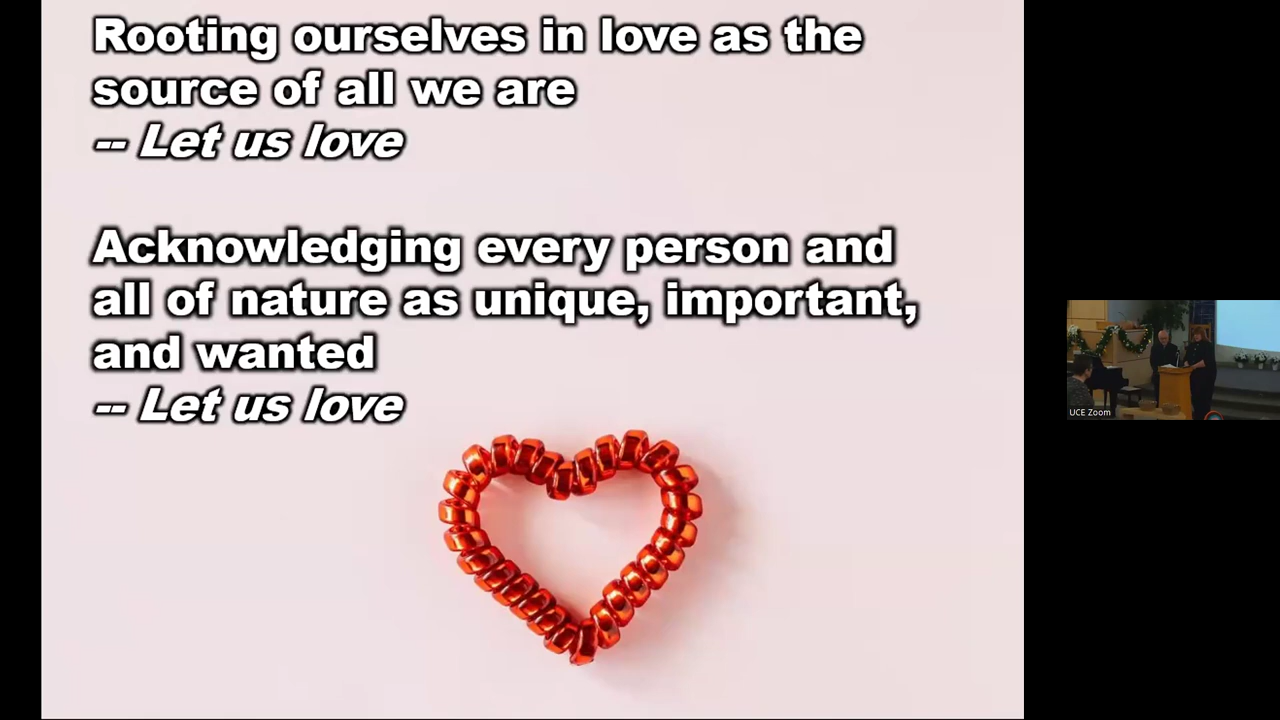 Rooting ourselves in love as the
source of all we are
-- Let us love
Acknowledging every person and
all of nature as unique, important,
and wanted
-- Let us love
UCE Zoom